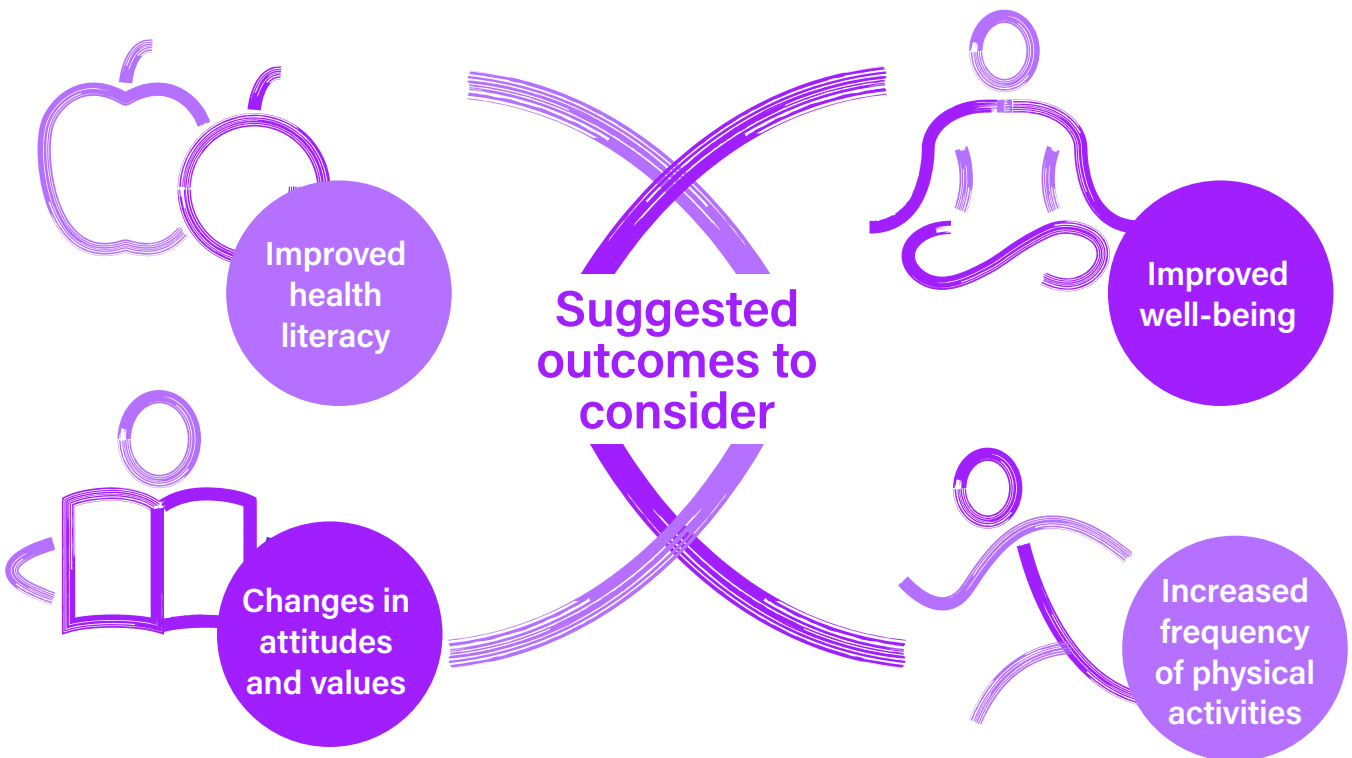 Improved
health
literacy
Improved
well-being
Suggested
outcomes to
consider
Changes in
attitudes
and values
Increased
frequency
of physical
activities